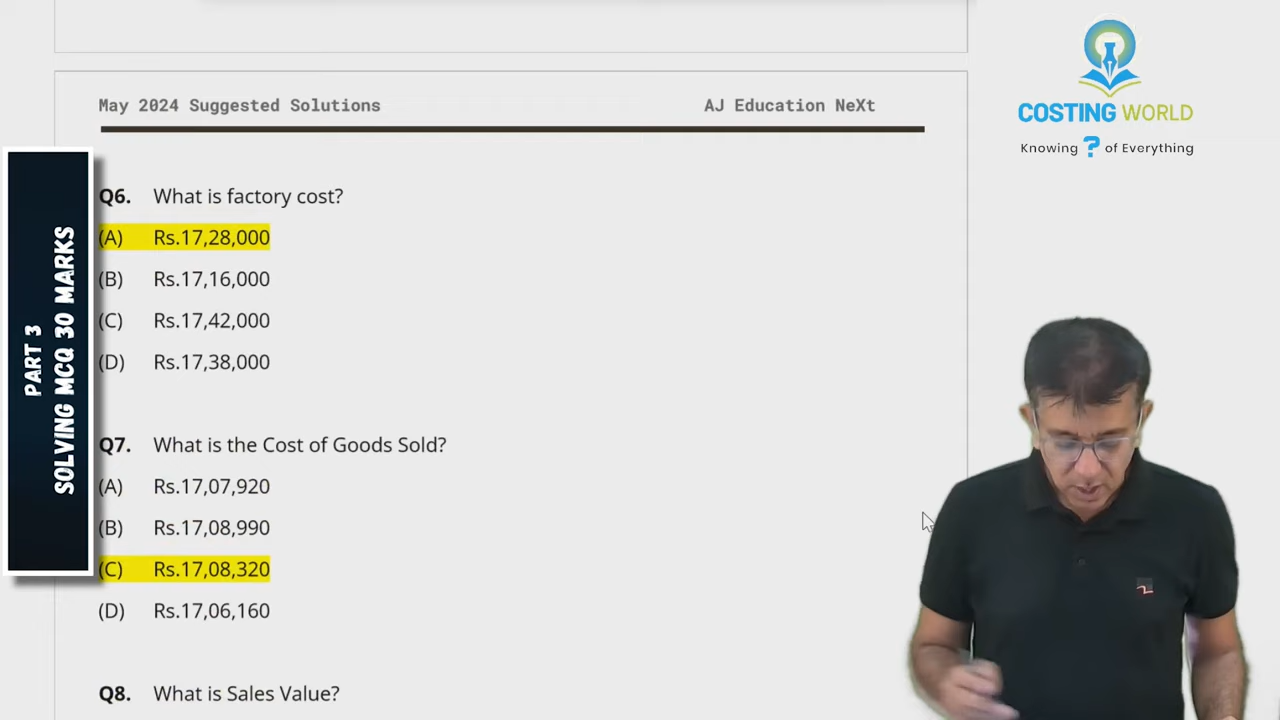 May 2024 Suggested Solutions
AJ Education NeXt
COSTING WORLD
Knowing ? of Everything
PART 3
SOLVING MCQ 30 MARKS
Q6. What is factory cost?
(A) Rs.17,28,000
(B) Rs.17,16,000
(C) Rs.17,42,000
(D) Rs.17,38,000
Q7. What is the Cost of Goods Sold?
(A) Rs.17,07,920
(B) Rs.17,08,990
(C) Rs.17,08,320
(D) Rs.17,06,160
Q8. What is Sales Value?